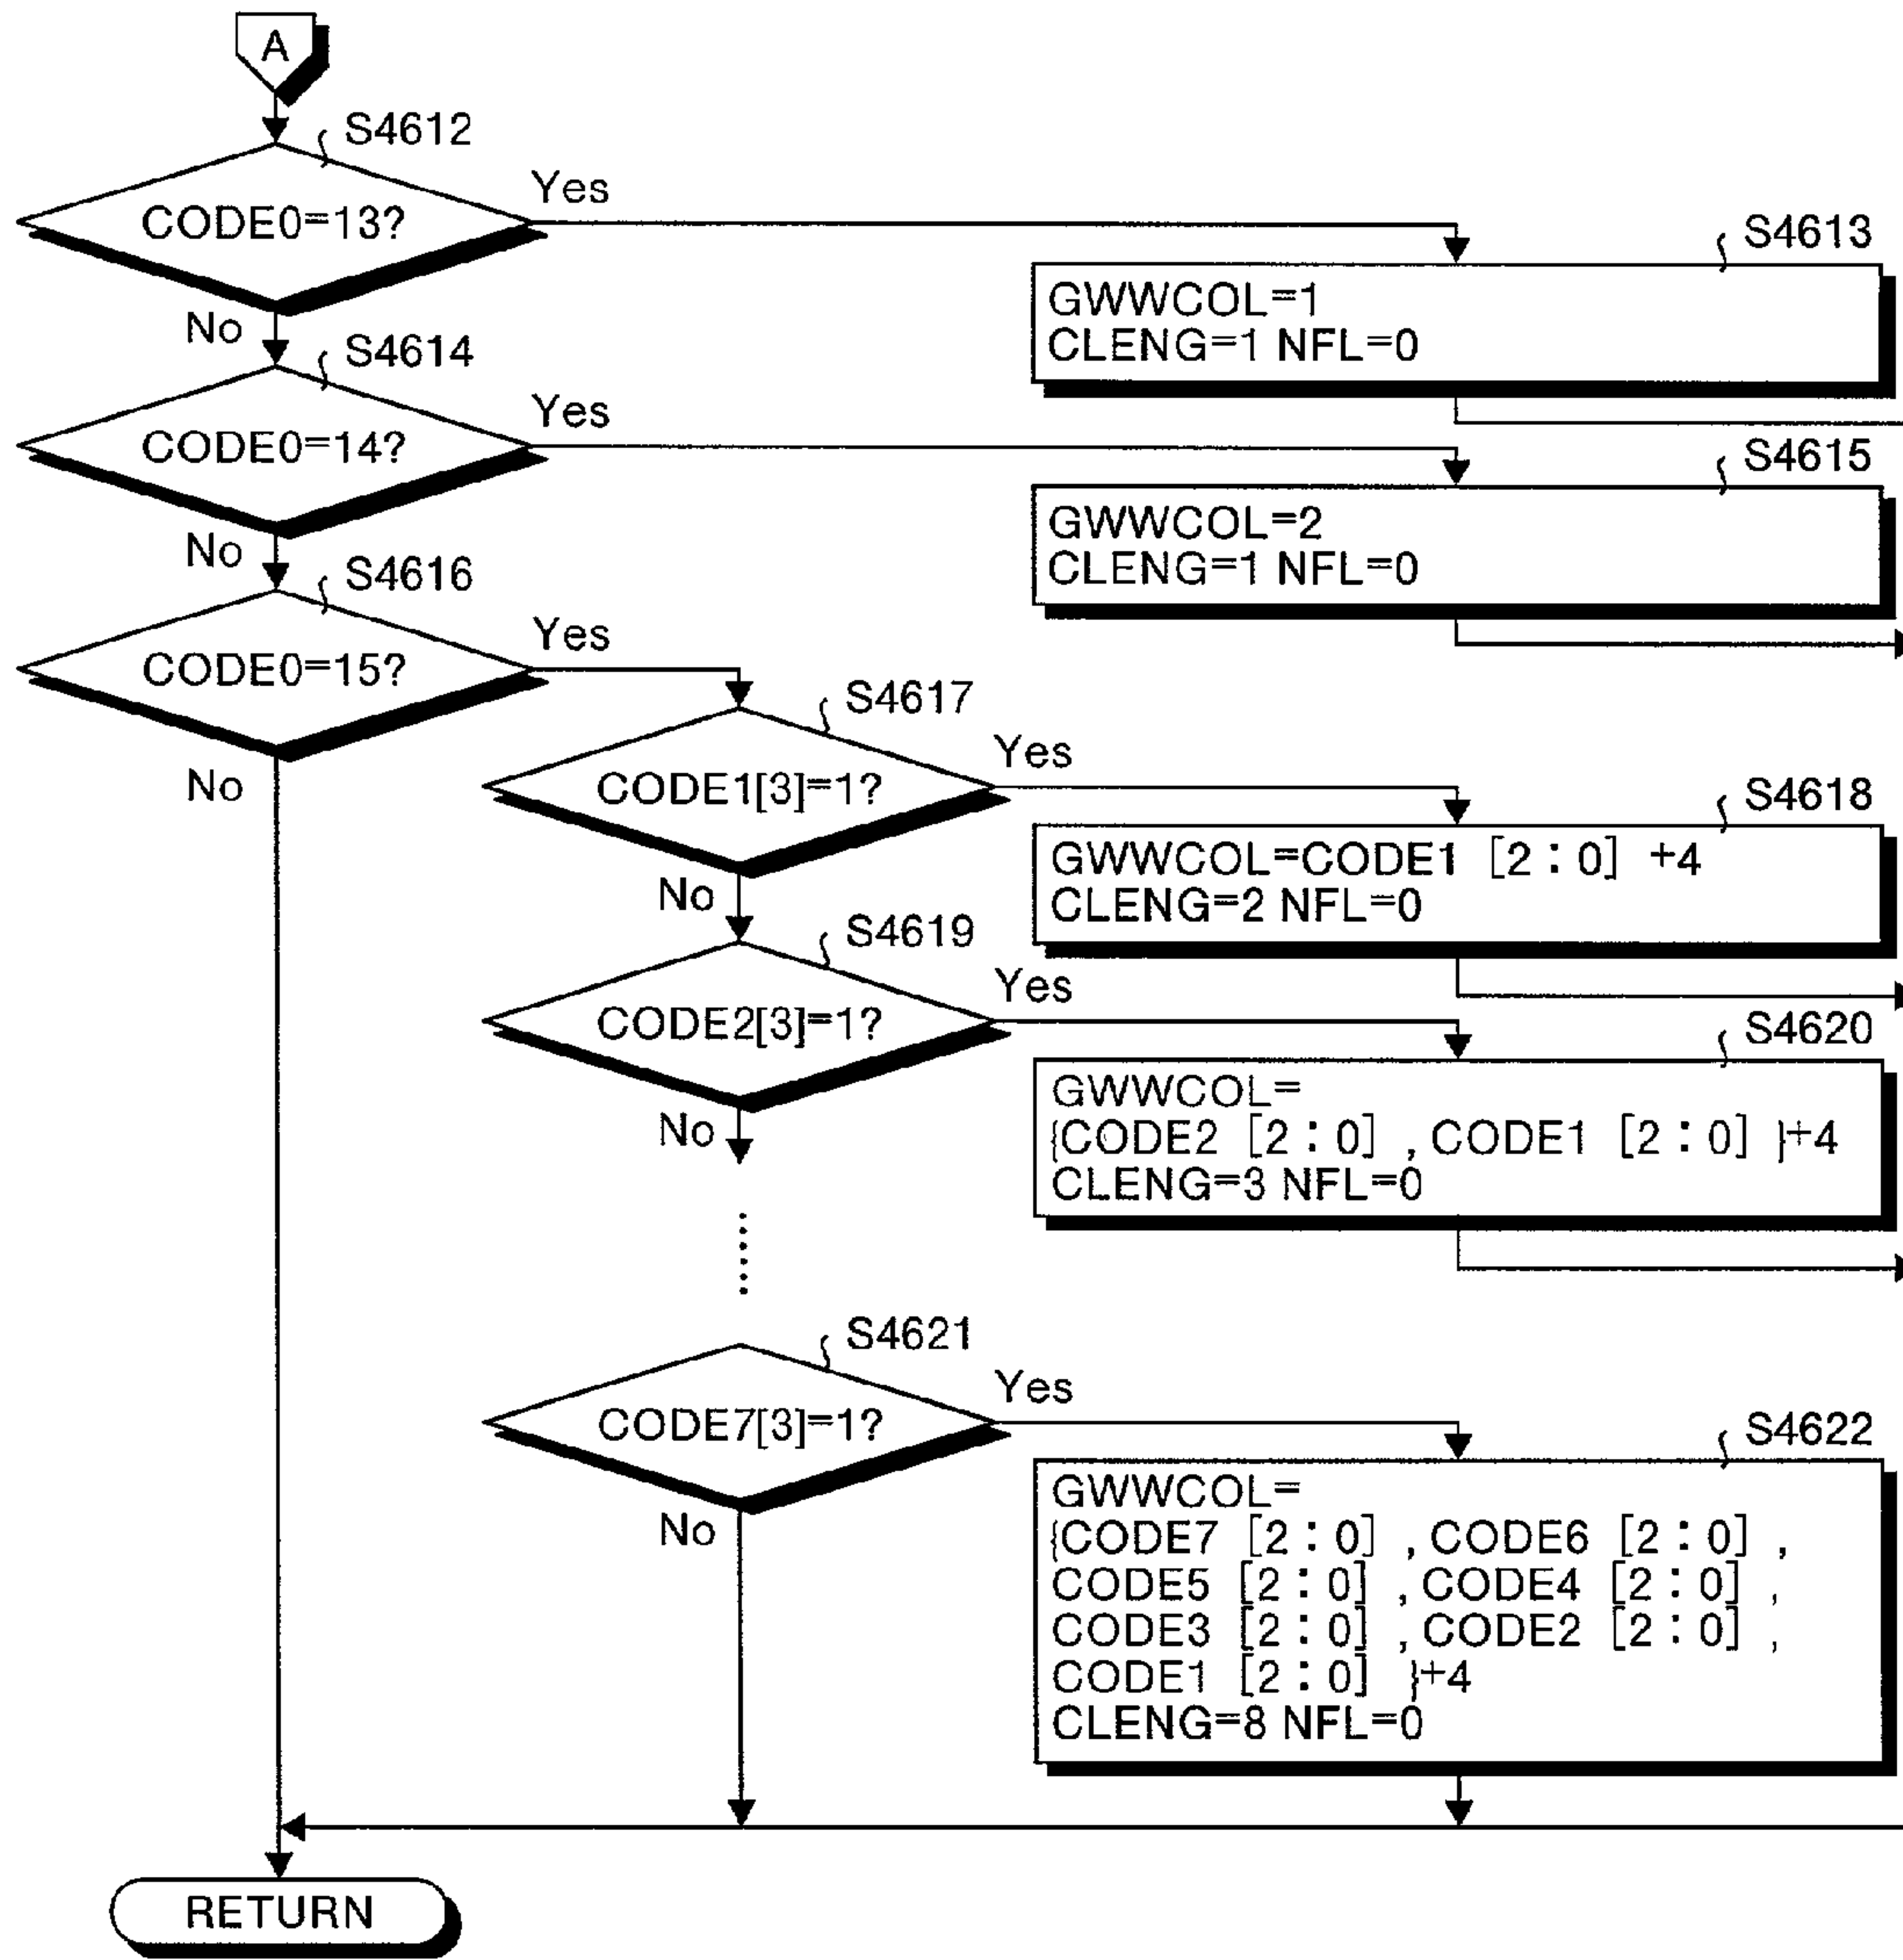 A
S4612
CODE0=13?
Yes
No
S4613
GWWCOL=1
CLENG=1 NFL=0
S4614
CODE0=14?
Yes
No
S4615
GWWCOL=2
CLENG=1 NFL=0
S4616
CODE0=15?
Yes
No
S4617
CODE1[3]=1?
Yes
No
S4618
GWWCOL=CODE1 [2 : 0] +4
CLENG=2 NFL=0
S4619
CODE2[3]=1?
Yes
No
S4620
GWWCOL=
{CODE2 [2 : 0] , CODE1 [2 : 0] }+4
CLENG=3 NFL=0
S4621
CODE7[3]=1?
Yes
No
S4622
GWWCOL=
{CODE7 [2 : 0] , CODE6 [2 : 0] ,
CODE5 [2 : 0] , CODE4 [2 : 0] ,
CODE3 [2 : 0] , CODE2 [2 : 0] ,
CODE1 [2 : 0] }+4
CLENG=8 NFL=0
RETURN